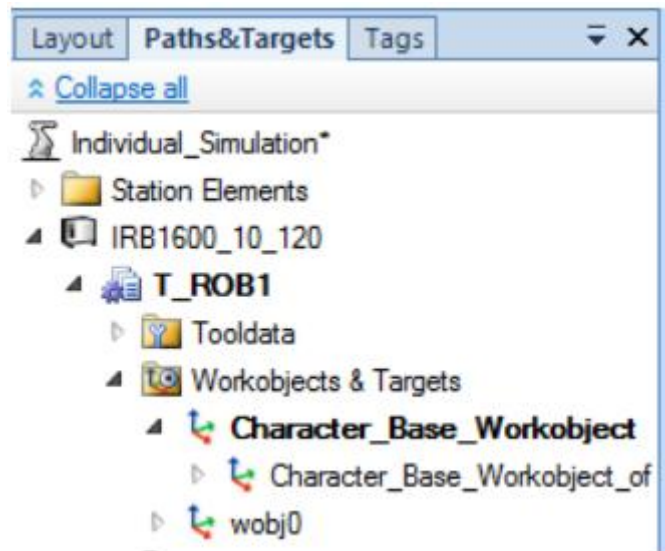 Layout Paths&Targets Tags
Collapse all
Individual_Simulation*
Station Elements
IRB1600_10_120
T_ROB1
Tooldata
Workobjects & Targets
Character_Base_Workobject
Character_Base_Workobject_of
wobj0